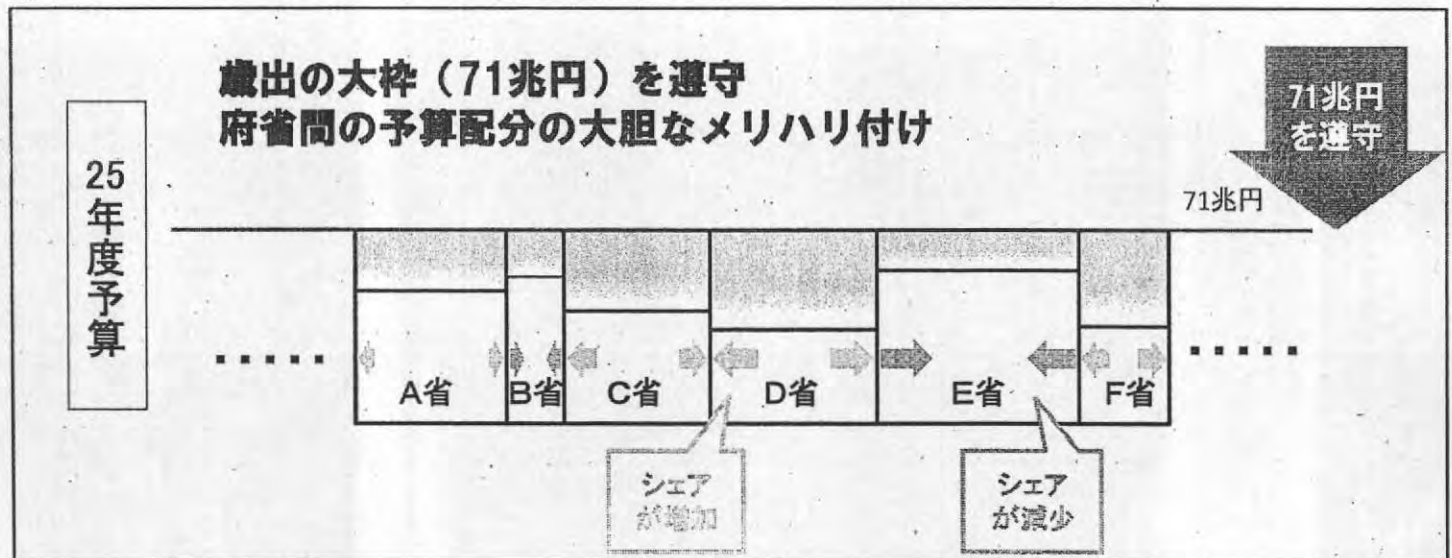 歳出の大枠（71兆円）を遵守
府省間の予算配分の大胆なメリハリ付け
71兆円
を遵守
25年度予算
71兆円
A省
B省
C省
D省
E省
F省
シェア
が増加
シェア
が減少